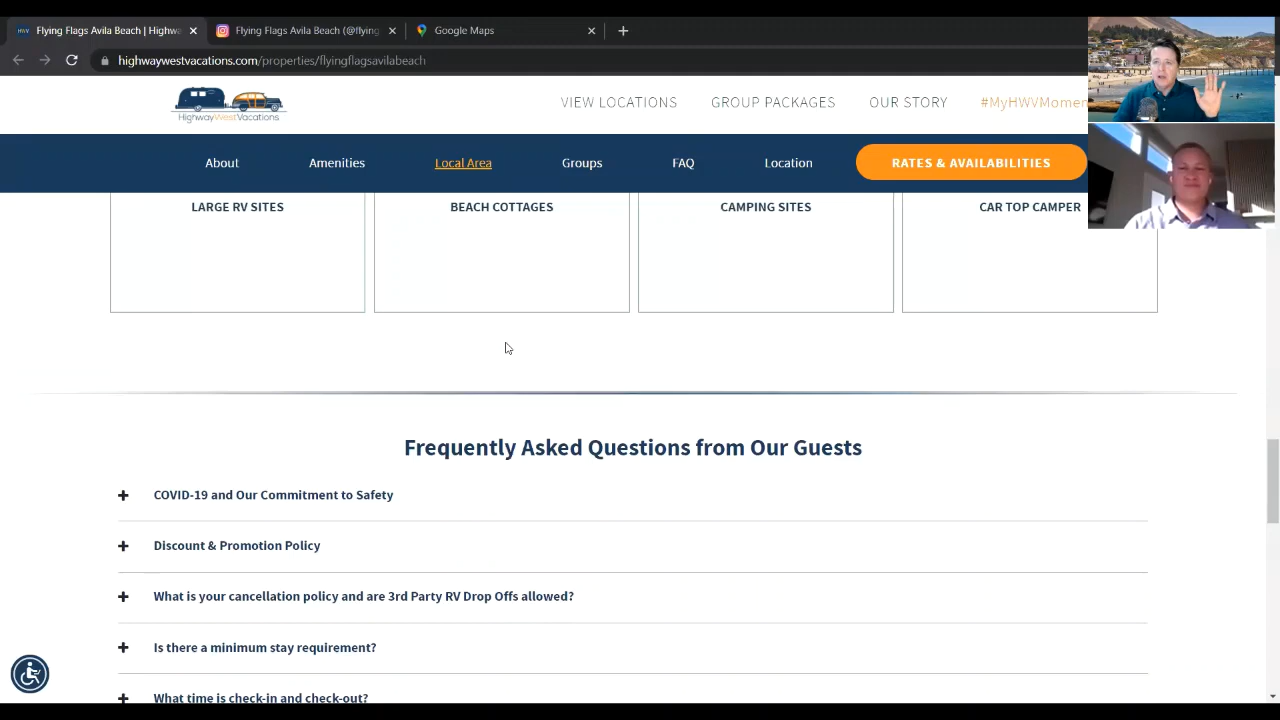 Flying Flags Avila Beach | Highwa
Flying Flags Avila Beach (@flying
Google Maps
highwaywestvacations.com/properties/flyingflagsavilabeach
HighwayWestVacations
VIEW LOCATIONS
GROUP PACKAGES
OUR STORY
#MyHWVMomen
About
Amenities
Local Area
Groups
FAQ
Location
RATES & AVAILABILITIES
LARGE RV SITES
BEACH COTTAGES
CAMPING SITES
CAR TOP CAMPER
Frequently Asked Questions from Our Guests
COVID-19 and Our Commitment to Safety
Discount & Promotion Policy
What is your cancellation policy and are 3rd Party RV Drop Offs allowed?
Is there a minimum stay requirement?
What time is check-in and check-out?